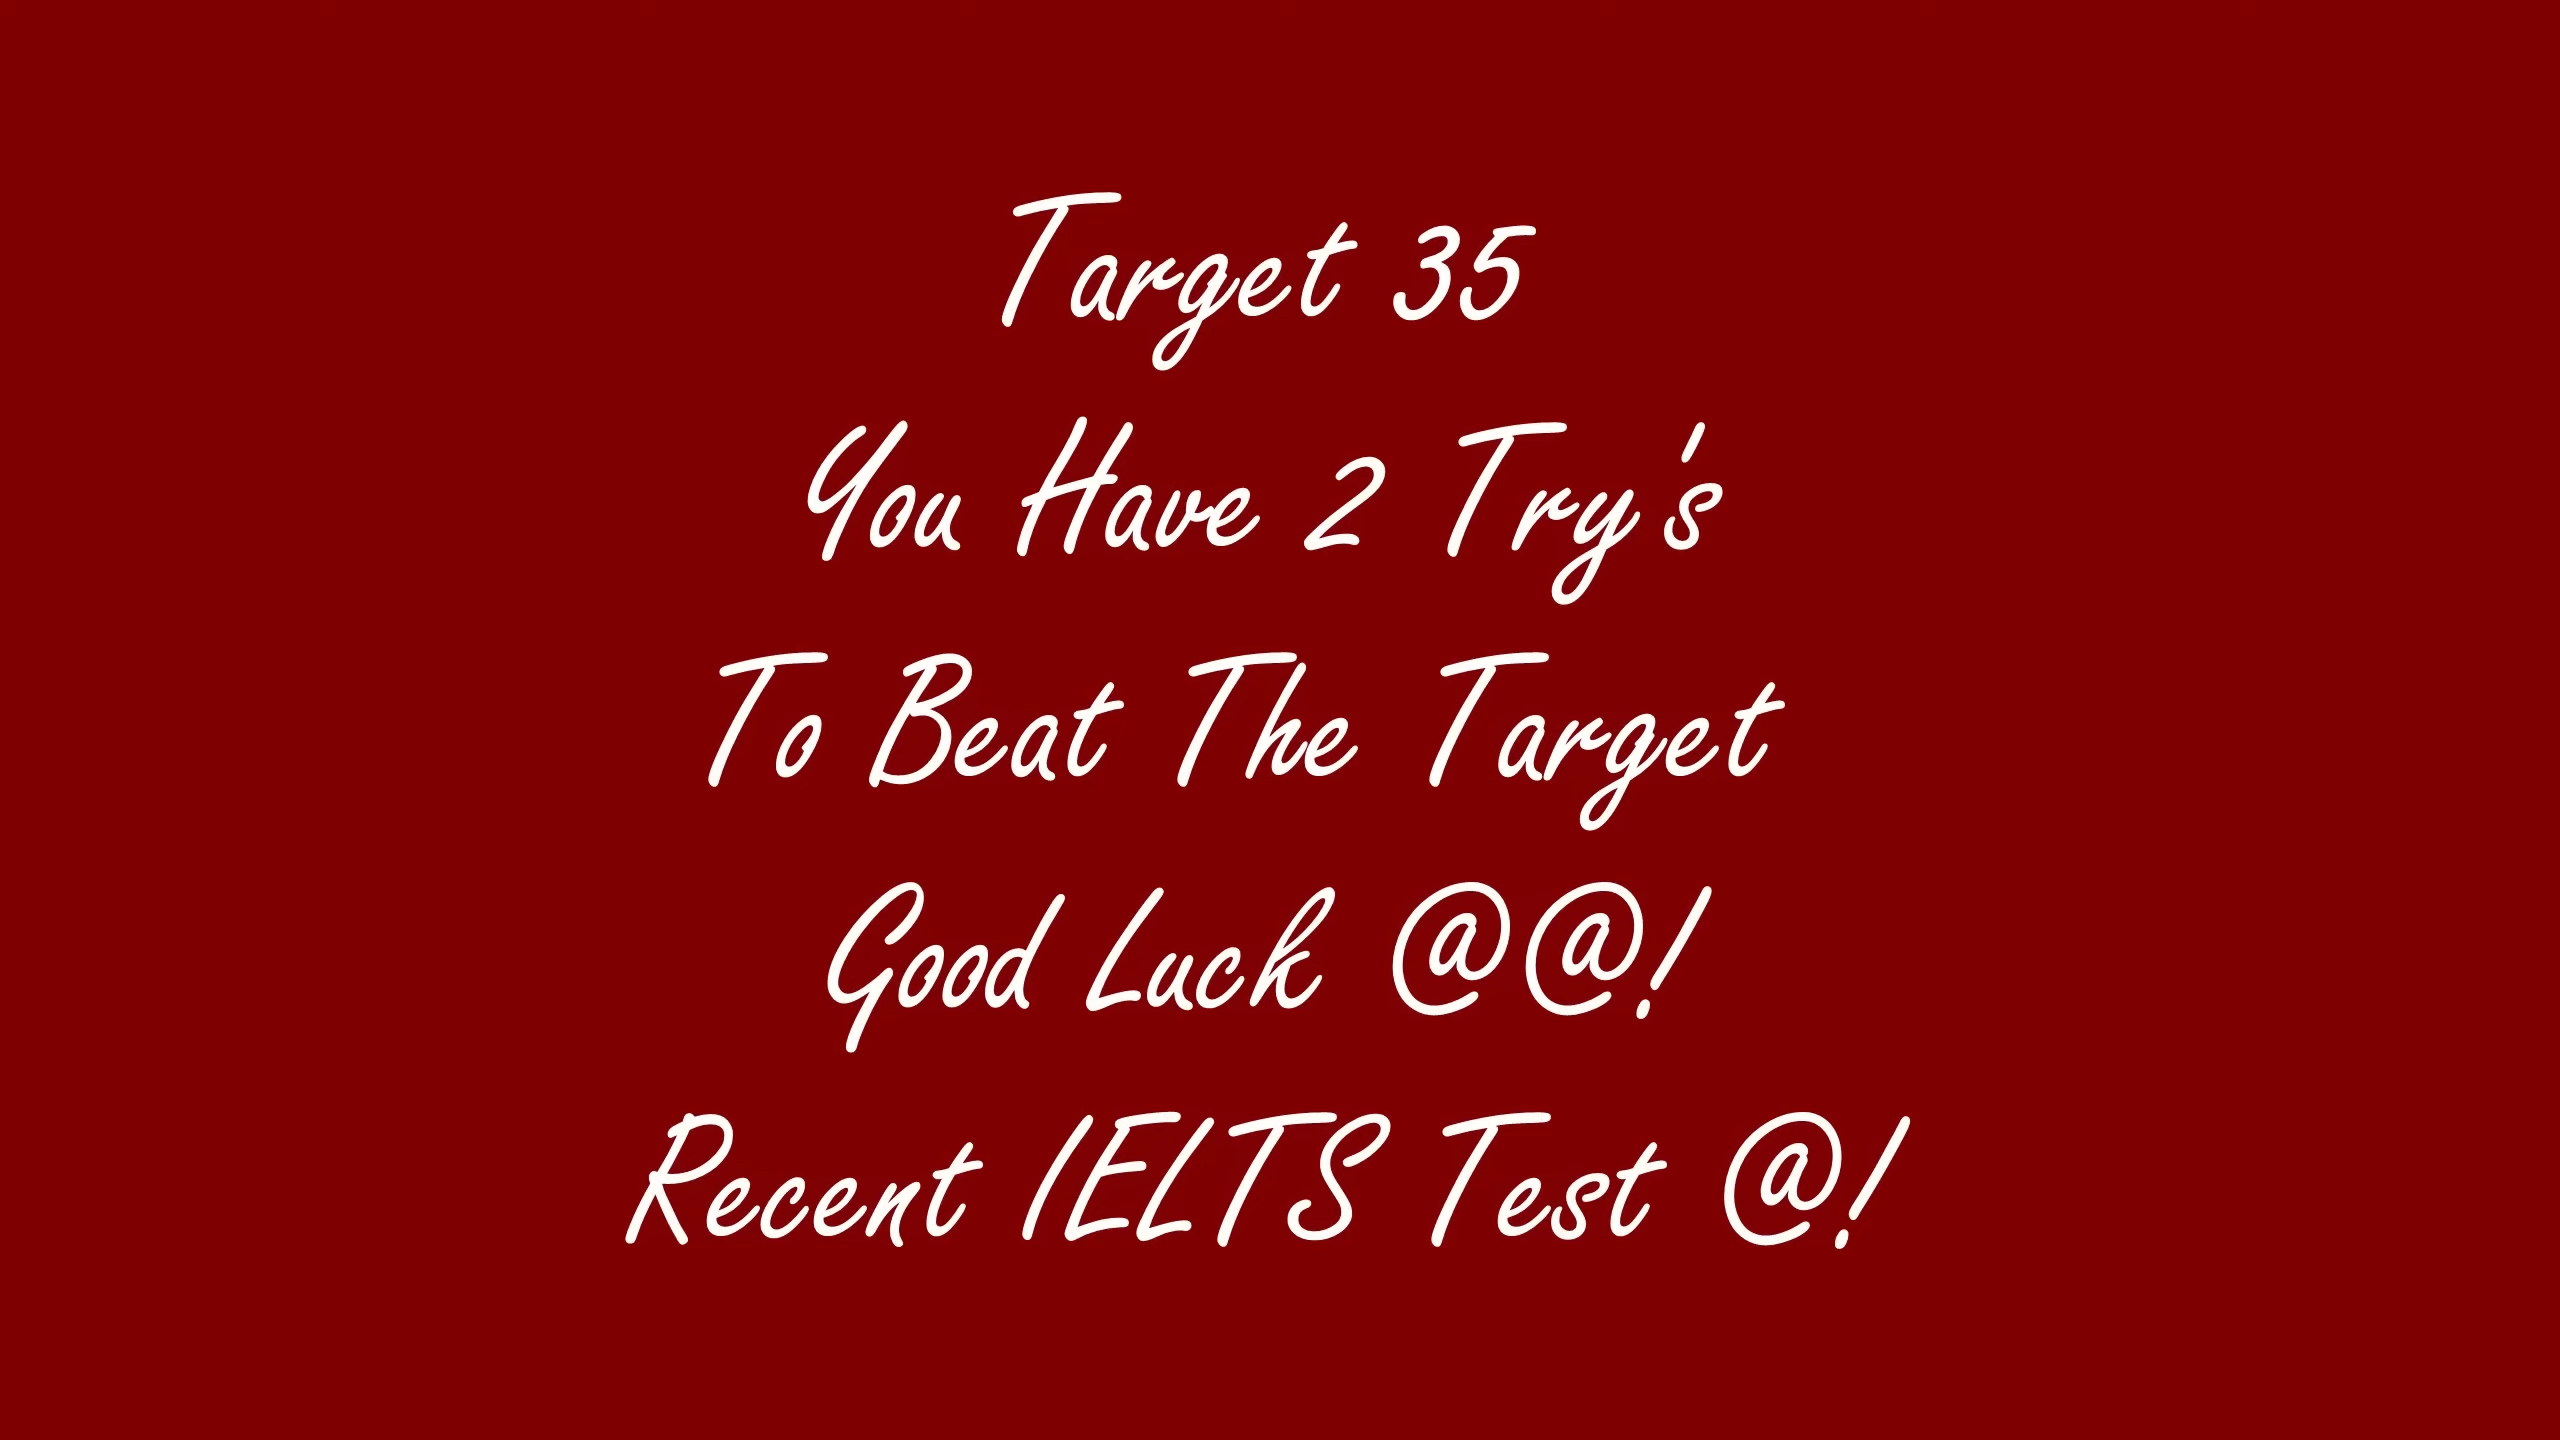 Target 35
You Have 2 Try's
To Beat The Target
Good Luck @@!
Recent IELTS Test @!